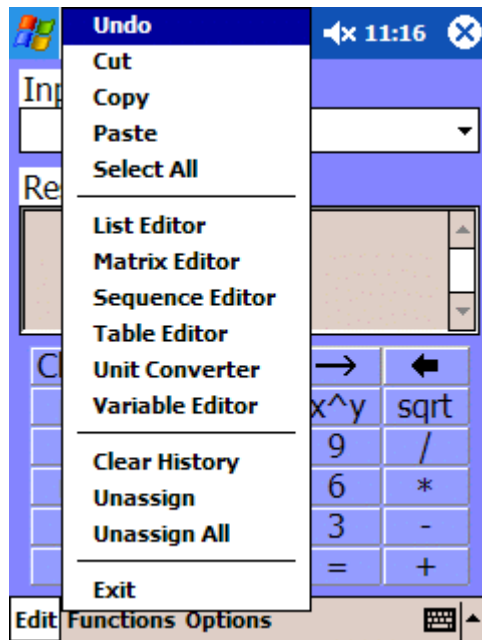 Undo
11:16
Cut
Copy
Paste
Select All
List Editor
Matrix Editor
Sequence Editor
Table Editor
Unit Converter
Variable Editor
x^y sqrt
Clear History
9 /
Unassign
6 *
Unassign All
3 -
= +
Exit
Edit Functions Options